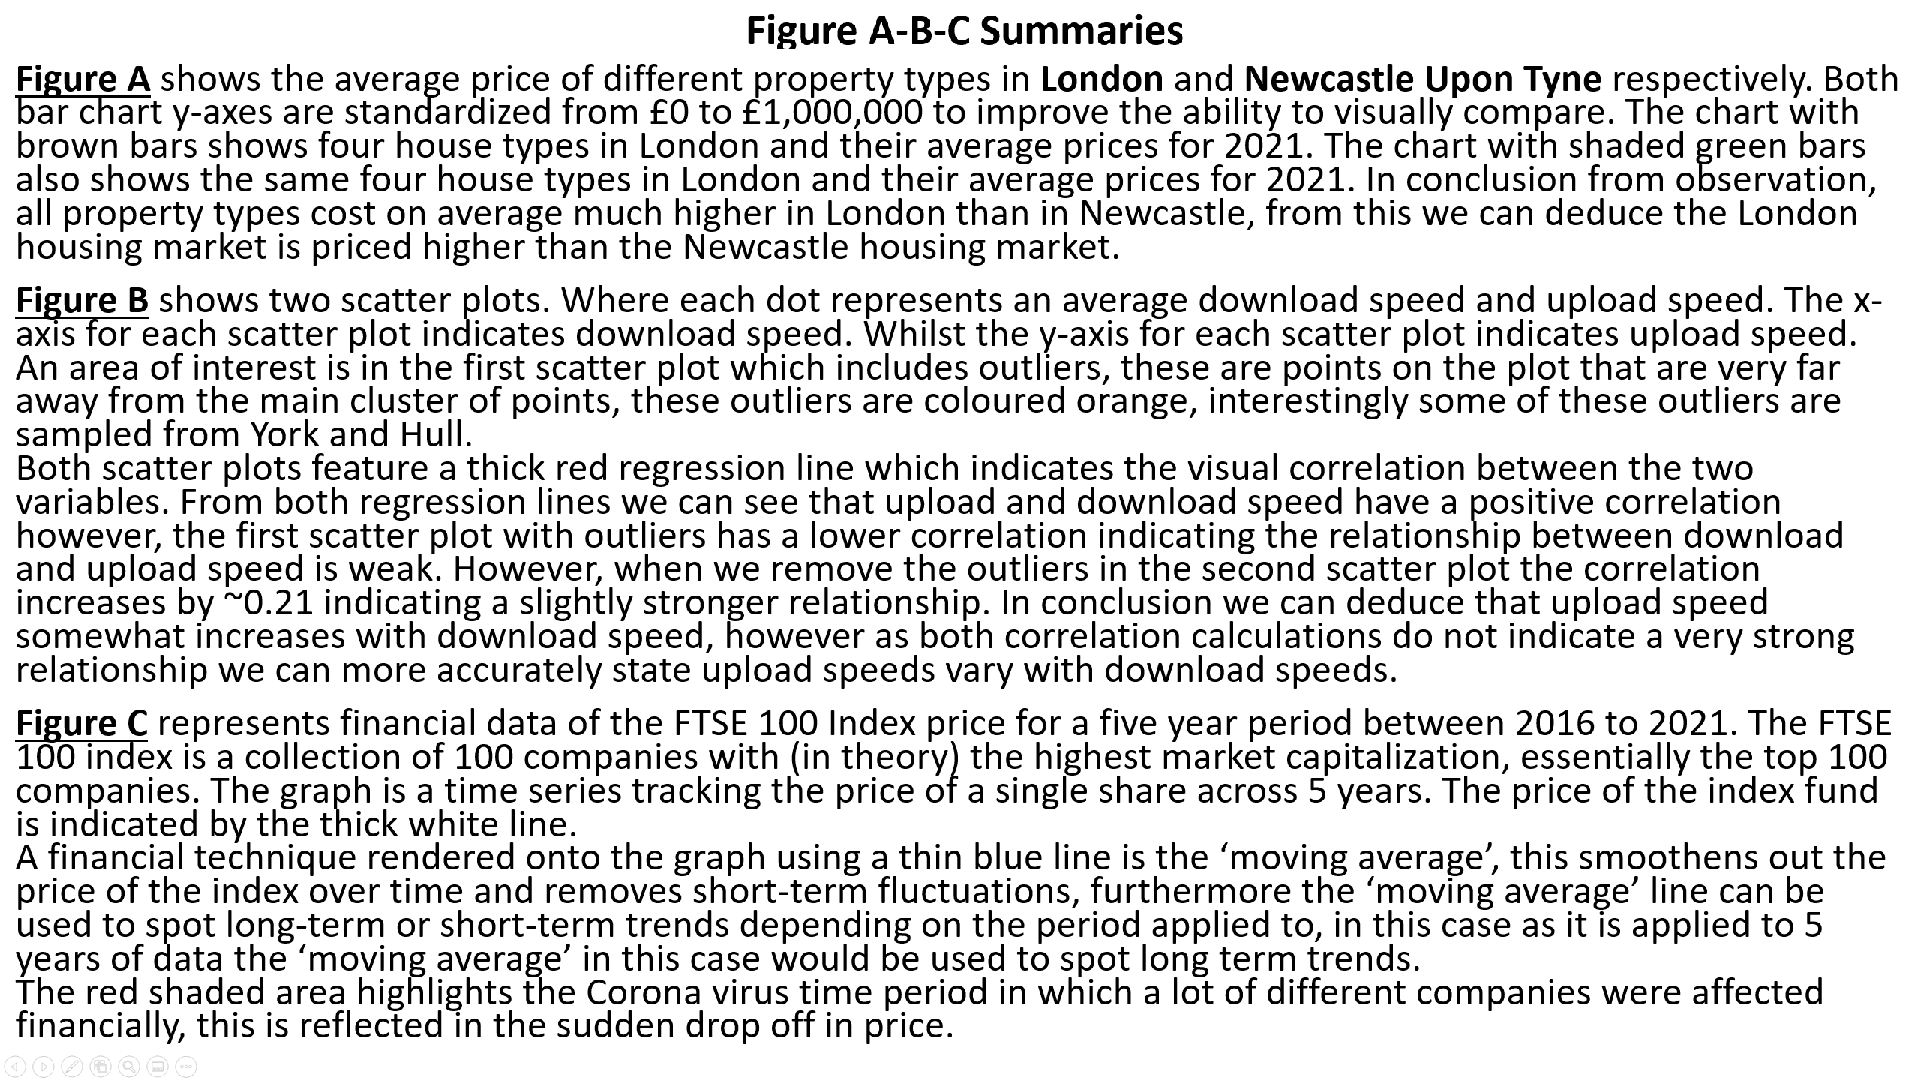 Figure A-B-C Summaries
Figure A shows the average price of different property types in London and Newcastle Upon Tyne respectively. Both
bar chart y-axes are standardized from £0 to £1,000,000 to improve the ability to visually compare. The chart with
brown bars shows four house types in London and their average prices for 2021. The chart with shaded green bars
also shows the same four house types in London and their average prices for 2021. In conclusion from observation,
all property types cost on average much higher in London than in Newcastle, from this we can deduce the London
housing market is priced higher than the Newcastle housing market.
Figure B shows two scatter plots. Where each dot represents an average download speed and upload speed. The x-
axis for each scatter plot indicates download speed. Whilst the y-axis for each scatter plot indicates upload speed.
An area of interest is in the first scatter plot which includes outliers, these are points on the plot that are very far
away from the main cluster of points, these outliers are coloured orange, interestingly some of these outliers are
sampled from York and Hull.
Both scatter plots feature a thick red regression line which indicates the visual correlation between the two
variables. From both regression lines we can see that upload and download speed have a positive correlation
however, the first scatter plot with outliers has a lower correlation indicating the relationship between download
and upload speed is weak. However, when we remove the outliers in the second scatter plot the correlation
increases by ~0.21 indicating a slightly stronger relationship. In conclusion we can deduce that upload speed
somewhat increases with download speed, however as both correlation calculations do not indicate a very strong
relationship we can more accurately state upload speeds vary with download speeds.
Figure C represents financial data of the FTSE 100 Index price for a five year period between 2016 to 2021. The FTSE
100 index is a collection of 100 companies with (in theory) the highest market capitalization, essentially the top 100
companies. The graph is a time series tracking the price of a single share across 5 years. The price of the index fund
is indicated by the thick white line.
A financial technique rendered onto the graph using a thin blue line is the ‘moving average’, this smoothens out the
price of the index over time and removes short-term fluctuations, furthermore the ‘moving average’ line can be
used to spot long-term or short-term trends depending on the period applied to, in this case as it is applied to 5
years of data the ‘moving average’ in this case would be used to spot long term trends.
The red shaded area highlights the Corona virus time period in which a lot of different companies were affected
financially, this is reflected in the sudden drop off in price.